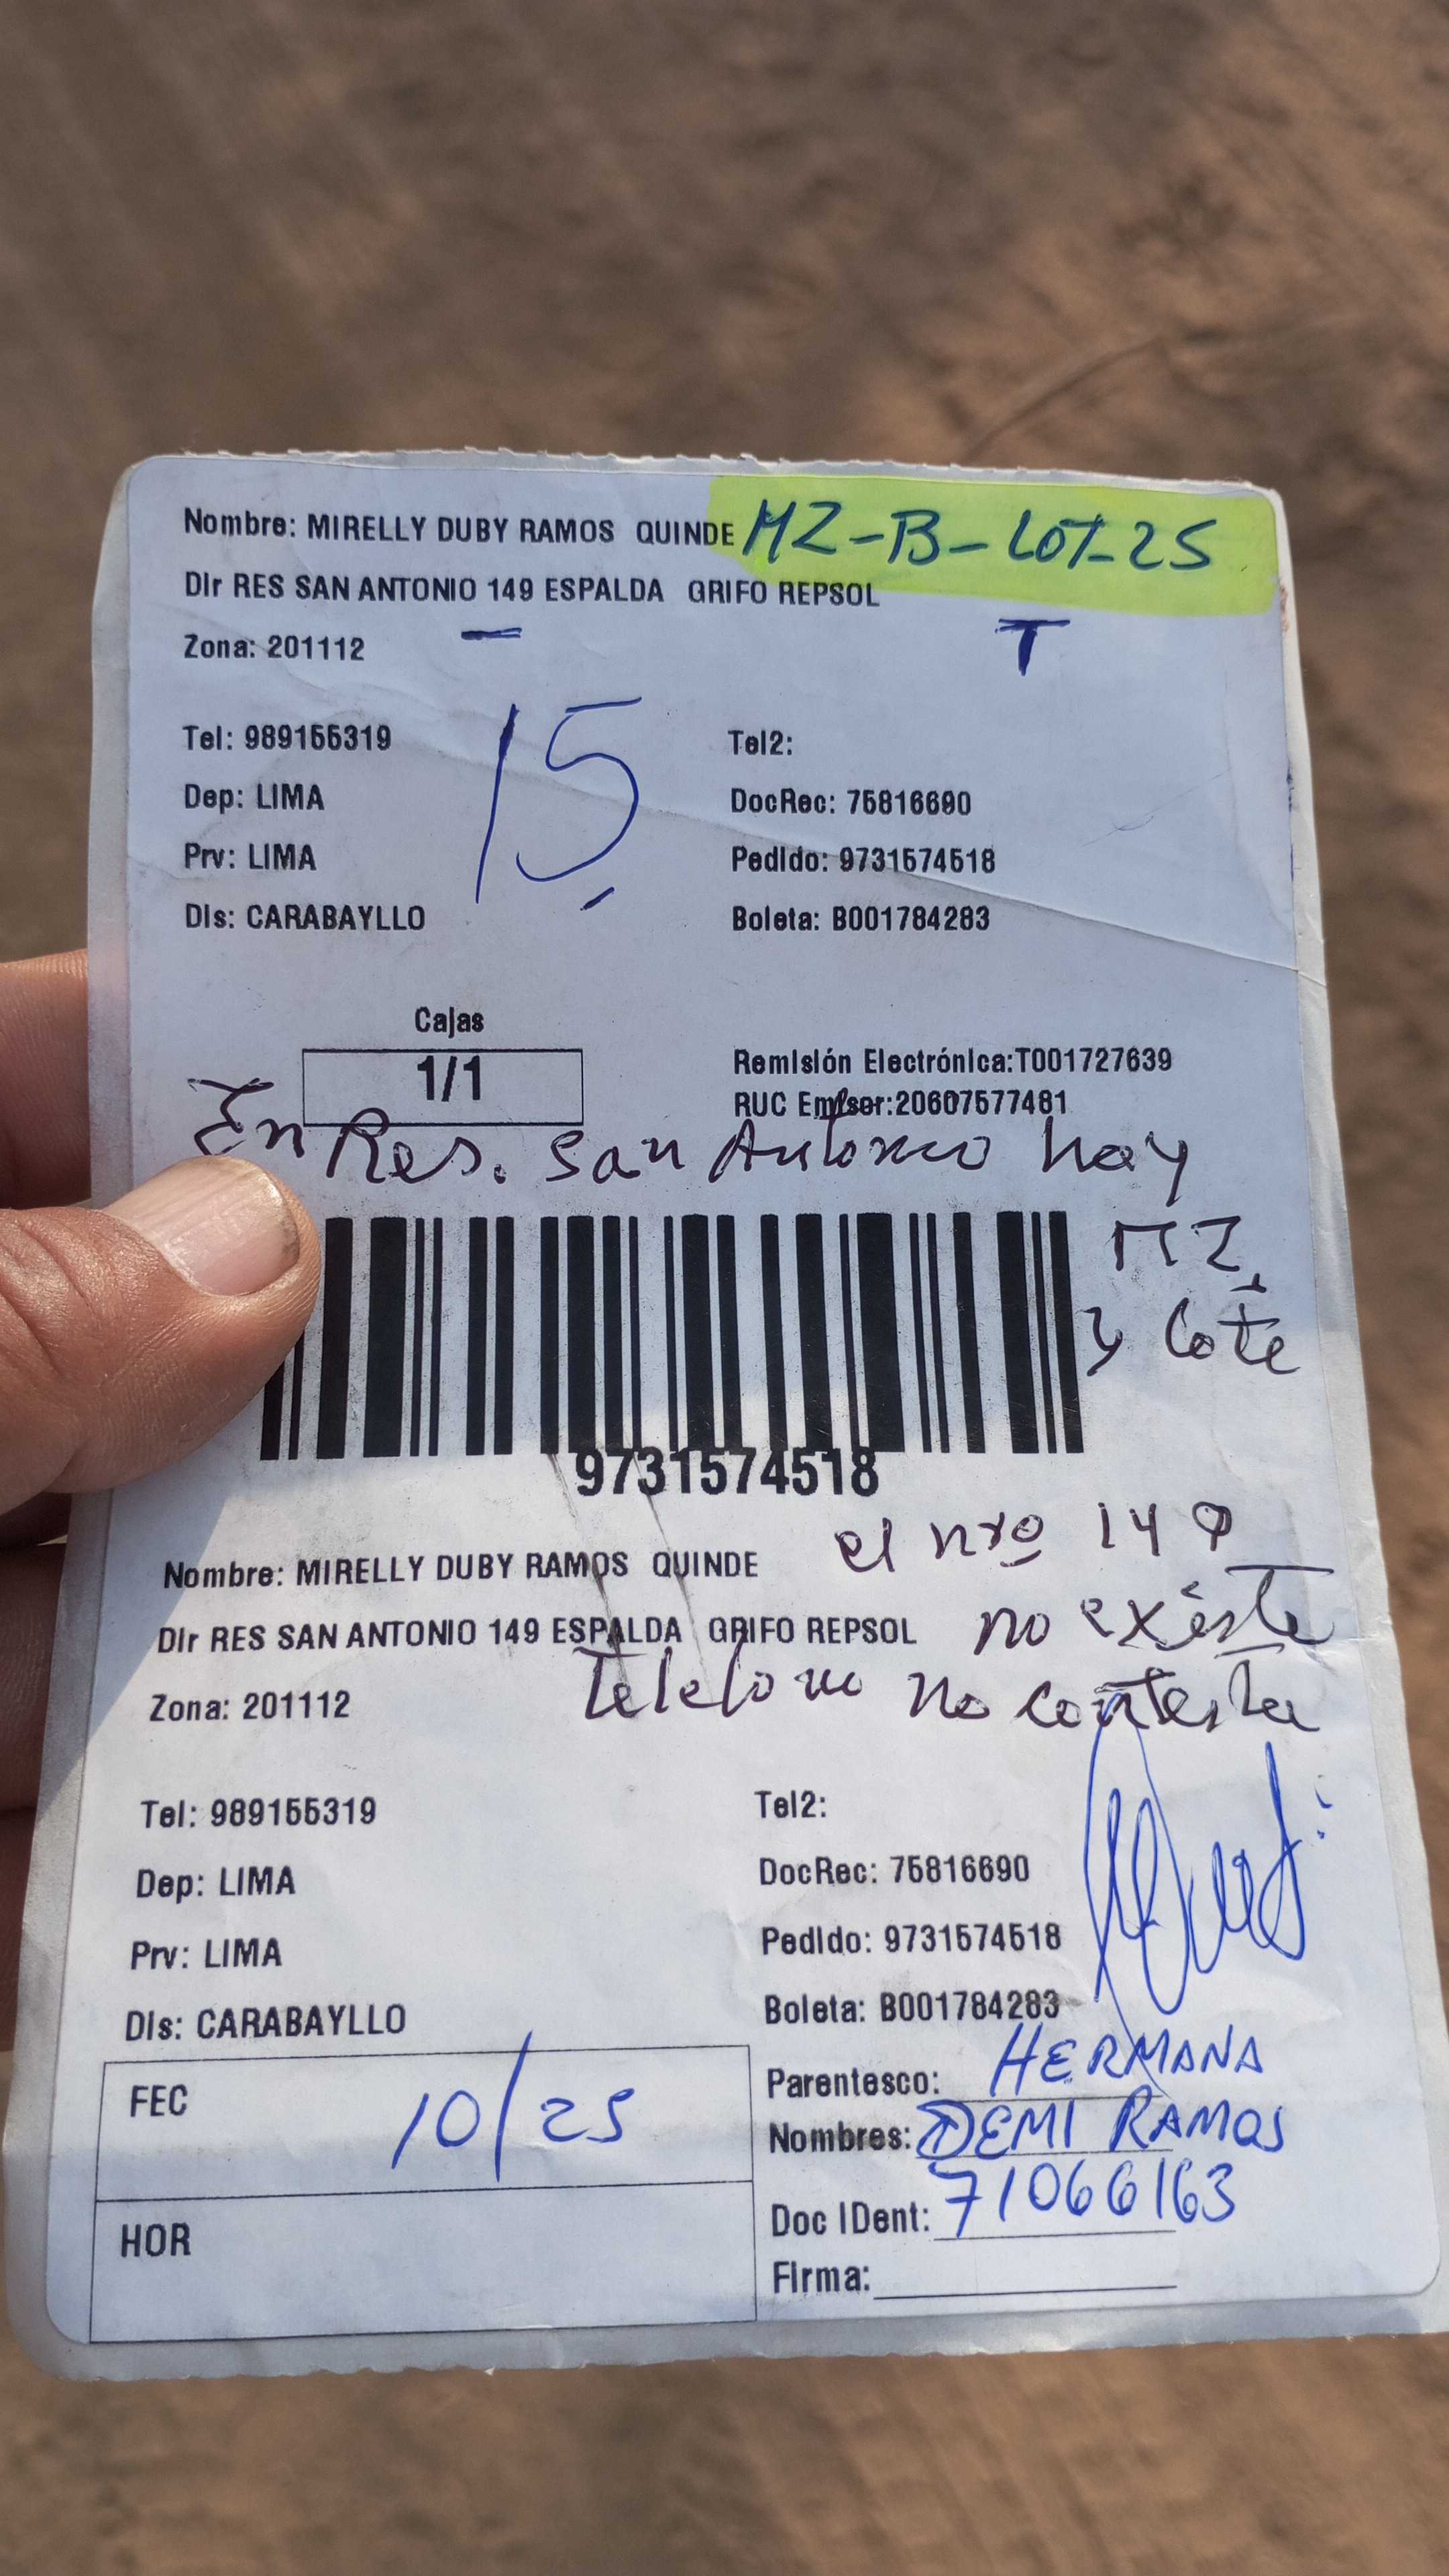 Nombre: MIRELLY DUBY RAMOS QUINDE MZ-B-LOT-25
Dir RES SAN ANTONIO 149 ESPALDA GRIFO REPSOL
Zona: 201112
T
15
Tel: 989155319
Tel2:
Dep: LIMA
DocRec: 75816690
Prv: LIMA
Pedido: 9731574518
Dis: CARABAYLLO
Boleta: B001784283
Cajas
1/1
Remisión Electrónica:T001727639
RUC Emisor:20607577481
En Res. San Antonio hay
MZ,
y Lote
9731574518
el nro 149
Nombre: MIRELLY DUBY RAMOS QUINDE
no existe
Dir RES SAN ANTONIO 149 ESPALDA GRIFO REPSOL
Telefono no contesta
Zona: 201112
Tel: 989155319
Tel2:
Dep: LIMA
DocRec: 75816690
Prv: LIMA
Pedido: 9731574518
Dis: CARABAYLLO
Boleta: B001784283
FEC 10/25
HOR
Parentesco: HERMANA
Nombres: DEMI RAMOS
Doc IDent: 71066163
Firma: